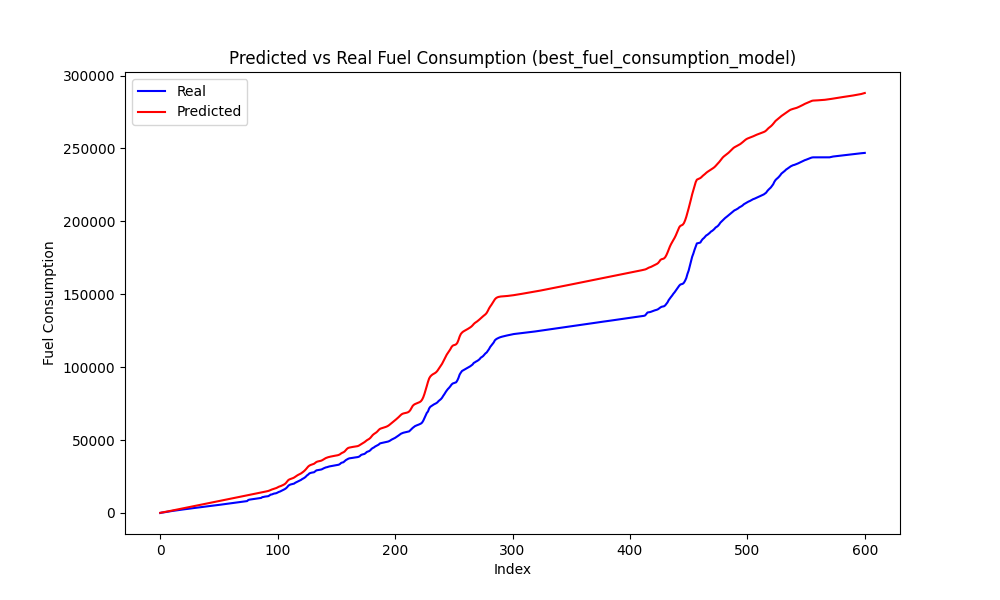 Predicted vs Real Fuel Consumption (best_fuel_consumption_model)
Real
Predicted
300000
250000
200000
150000
100000
50000
0
Fuel Consumption
0 100 200 300 400 500 600
Index